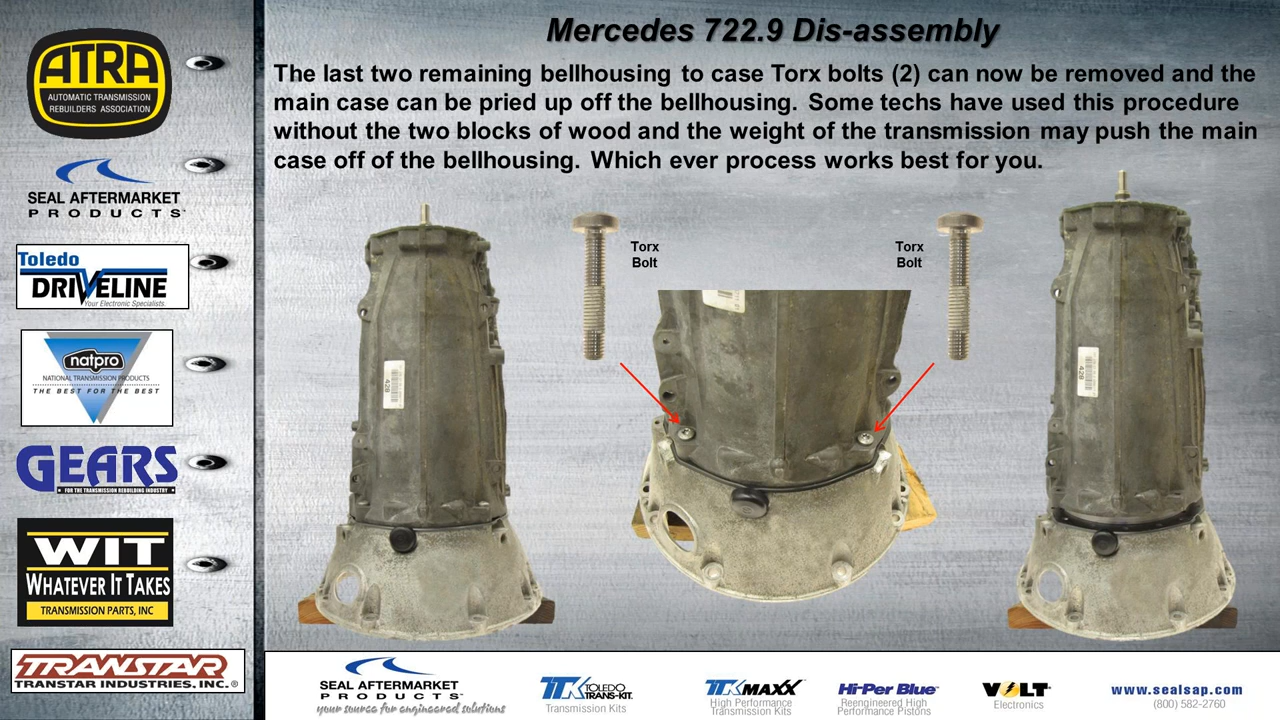 Mercedes 722.9 Dis-assembly
The last two remaining bellhousing to case Torx bolts (2) can now be removed and the
main case can be pried up off the bellhousing. Some techs have used this procedure
without the two blocks of wood and the weight of the transmission may push the main
case off of the bellhousing. Which ever process works best for you.
Torx
Bolt
Torx
Bolt
428
428
ATRA
AUTOMATIC TRANSMISSION
REBUILDERS ASSOCIATION
SEAL AFTERMARKET
PRODUCTS
Toledo
DRIVELINE
Your Electronic Specialists.
natpro
NATIONAL TRANSMISSION PRODUCTS
THE BEST FOR THE BEST
GEARS
FOR THE TRANSMISSION REBUILDING INDUSTRY
WIT
WHATEVER IT TAKES
TRANSMISSION PARTS, INC
TRANSTAR
TRANSTAR INDUSTRIES, INC.®
SEAL AFTERMARKET
PRODUCTS
your source for engineered solutions
TTK TOLEDO
TRANS-KIT
Transmission Kits
TTK MAXX
High Performance
Transmission Kits
Hi-Per Blue
Reengineered High
Performance Pistons
VOLT
Electronics
www.sealsap.com
(800) 582-2760